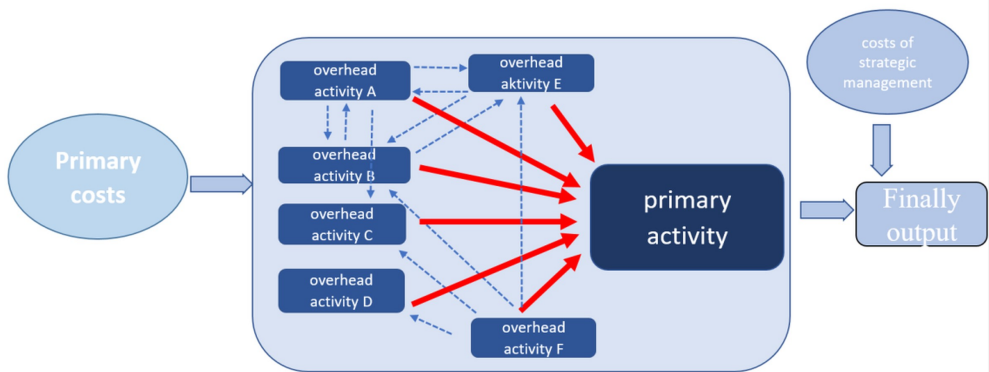 Primary
costs
overhead
activity A
overhead
aktivity E
overhead
activity B
overhead
activity C
overhead
activity D
overhead
activity F
primary
activity
costs of
strategic
management
Finally
output